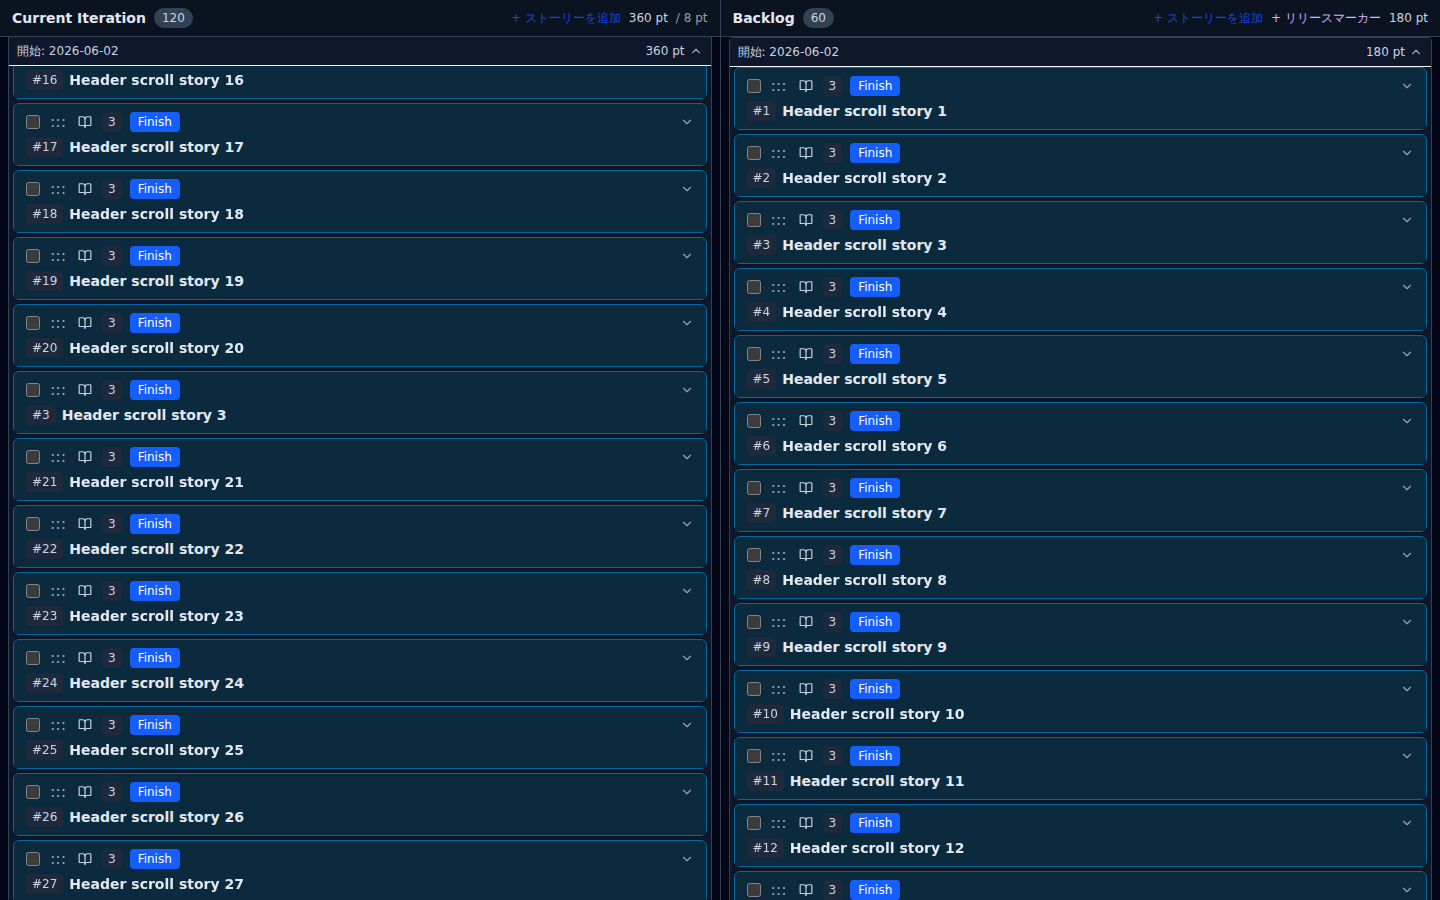 Current Iteration 120 + ストーリーを追加 360 pt / 8 pt
開始: 2026-06-02 360 pt
#16 Header scroll story 16
3 Finish
#17 Header scroll story 17
3 Finish
#18 Header scroll story 18
3 Finish
#19 Header scroll story 19
3 Finish
#20 Header scroll story 20
3 Finish
#3 Header scroll story 3
3 Finish
#21 Header scroll story 21
3 Finish
#22 Header scroll story 22
3 Finish
#23 Header scroll story 23
3 Finish
#24 Header scroll story 24
3 Finish
#25 Header scroll story 25
3 Finish
#26 Header scroll story 26
3 Finish
#27 Header scroll story 27
Backlog 60 + ストーリーを追加 + リリースマーカー 180 pt
開始: 2026-06-02 180 pt
3 Finish
#1 Header scroll story 1
3 Finish
#2 Header scroll story 2
3 Finish
#3 Header scroll story 3
3 Finish
#4 Header scroll story 4
3 Finish
#5 Header scroll story 5
3 Finish
#6 Header scroll story 6
3 Finish
#7 Header scroll story 7
3 Finish
#8 Header scroll story 8
3 Finish
#9 Header scroll story 9
3 Finish
#10 Header scroll story 10
3 Finish
#11 Header scroll story 11
3 Finish
#12 Header scroll story 12
3 Finish